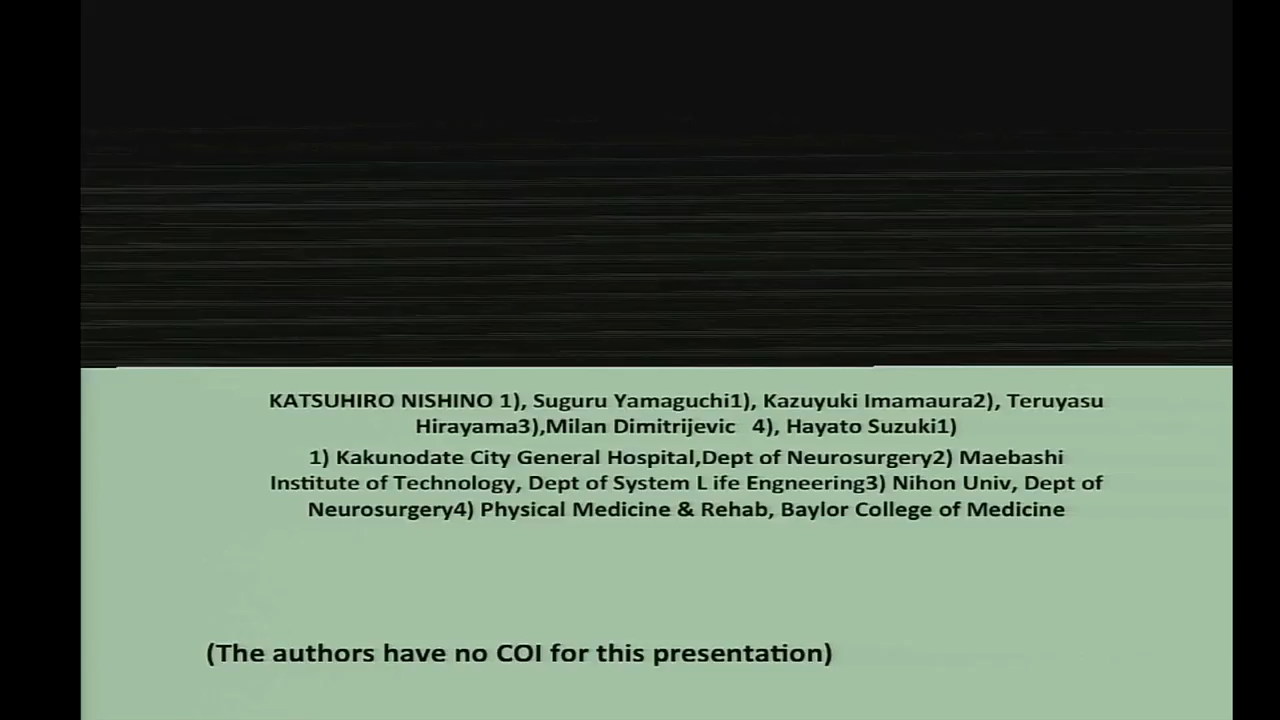 KATSUHIRO NISHINO 1), Suguru Yamaguchi1), Kazuyuki Imamaura2), Teruyasu
Hirayama3),Milan Dimitrijevic 4), Hayato Suzuki1)
1) Kakunodate City General Hospital,Dept of Neurosurgery2) Maebashi
Institute of Technology, Dept of System L ife Engneering3) Nihon Univ, Dept of
Neurosurgery4) Physical Medicine & Rehab, Baylor College of Medicine
(The authors have no COI for this presentation)